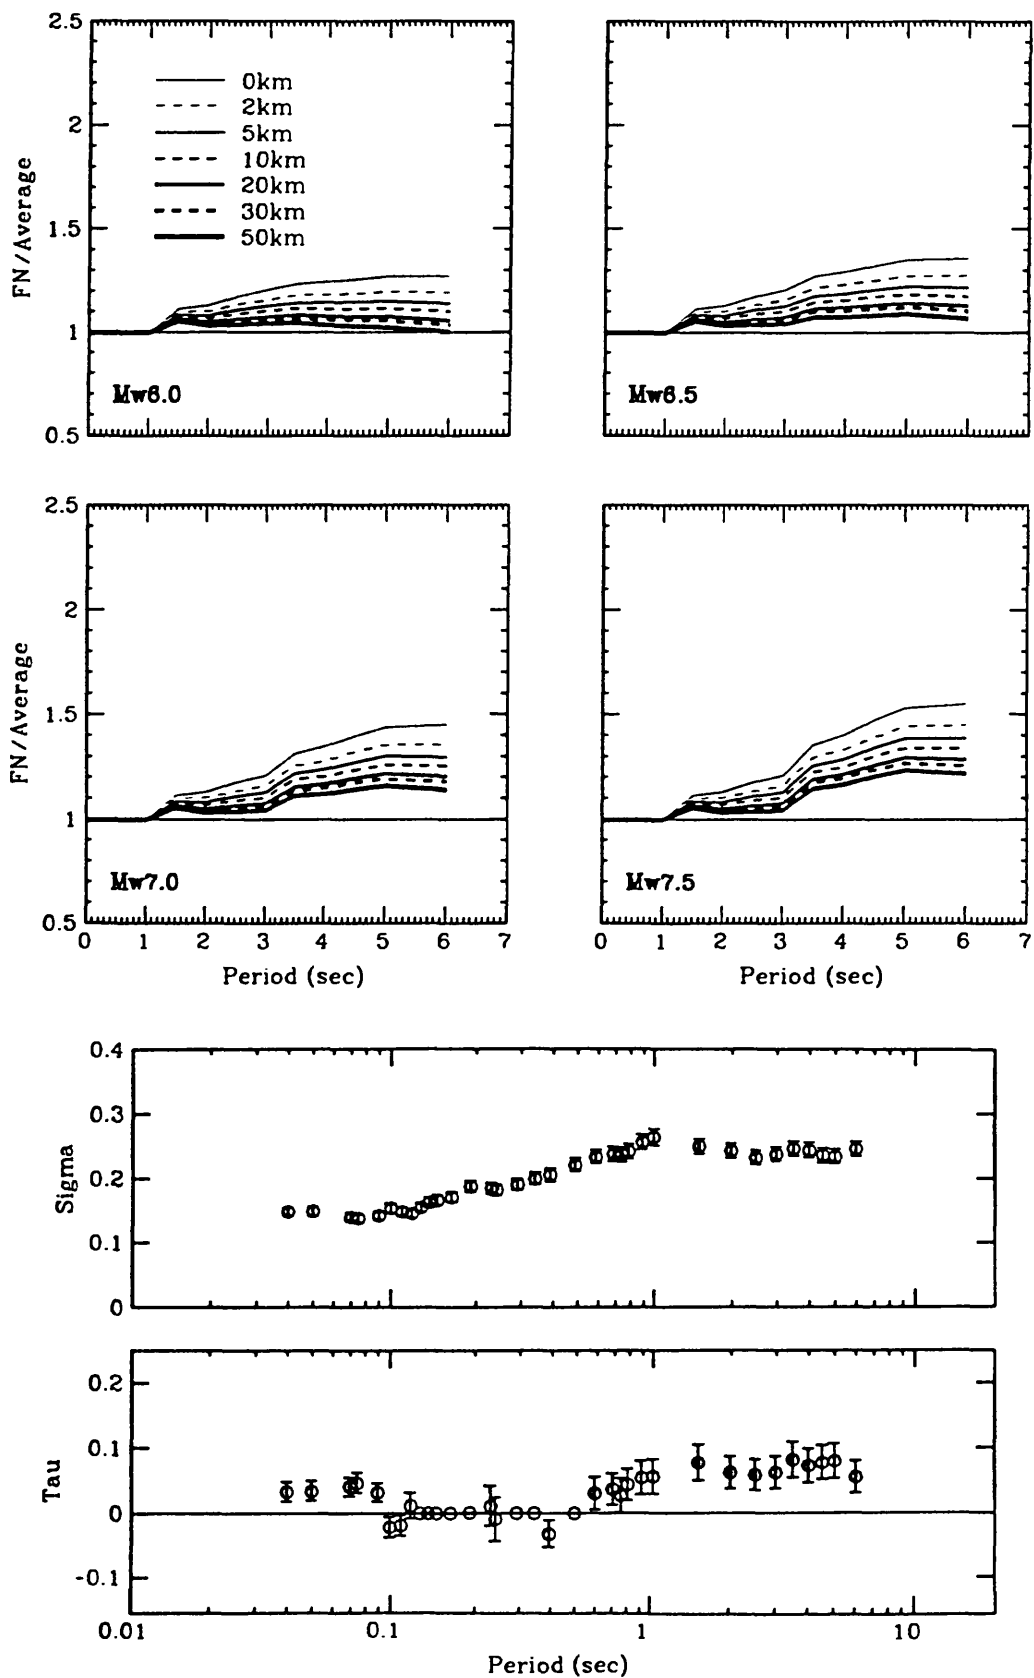 2.5
2
1.5
1
0.5
FN/Average
0km
2km
5km
10km
20km
30km
50km
Mw6.0
Mw6.5
2.5
2
1.5
1
0.5
FN/Average
Mw7.0
Mw7.5
0 1 2 3 4 5 6 7
0 1 2 3 4 5 6 7
Period (sec)
Period (sec)
0.4
0.3
0.2
0.1
0
Sigma
0.2
0.1
0
-0.1
Tau
0.01 0.1 1 10
Period (sec)